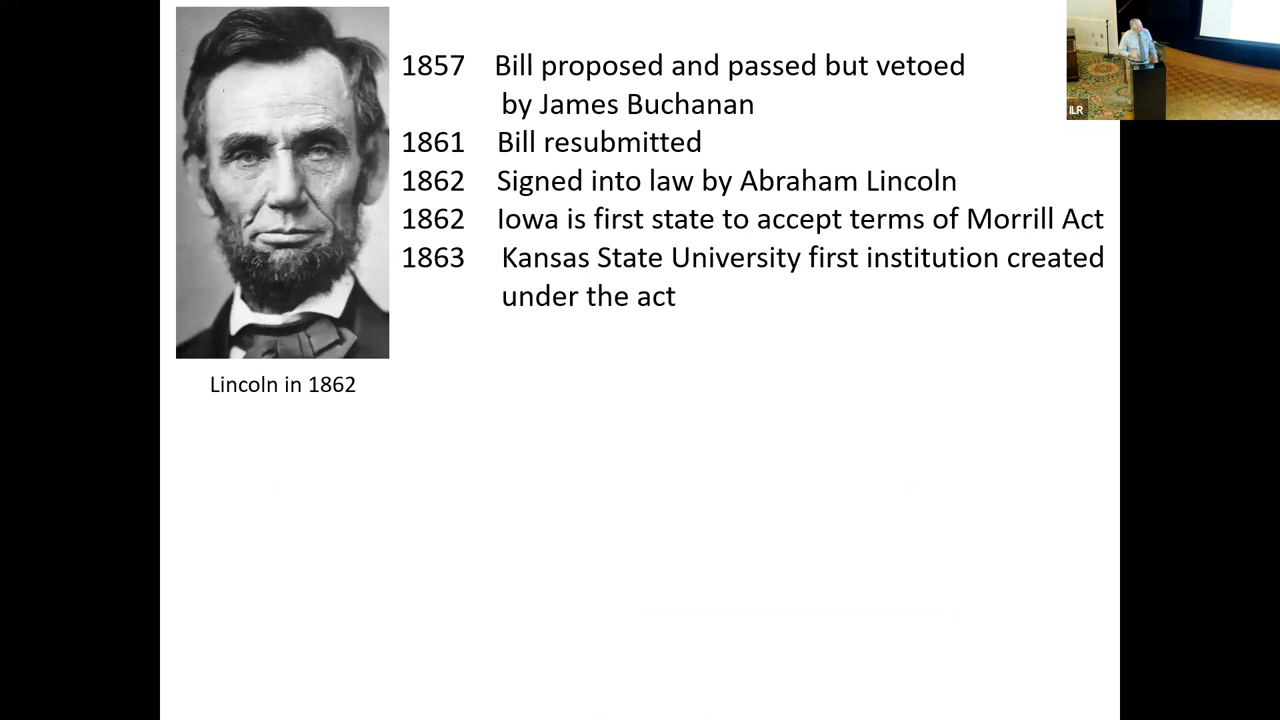 1857 Bill proposed and passed but vetoed
by James Buchanan
1861 Bill resubmitted
1862 Signed into law by Abraham Lincoln
1862 Iowa is first state to accept terms of Morrill Act
1863 Kansas State University first institution created
under the act
Lincoln in 1862
ILR